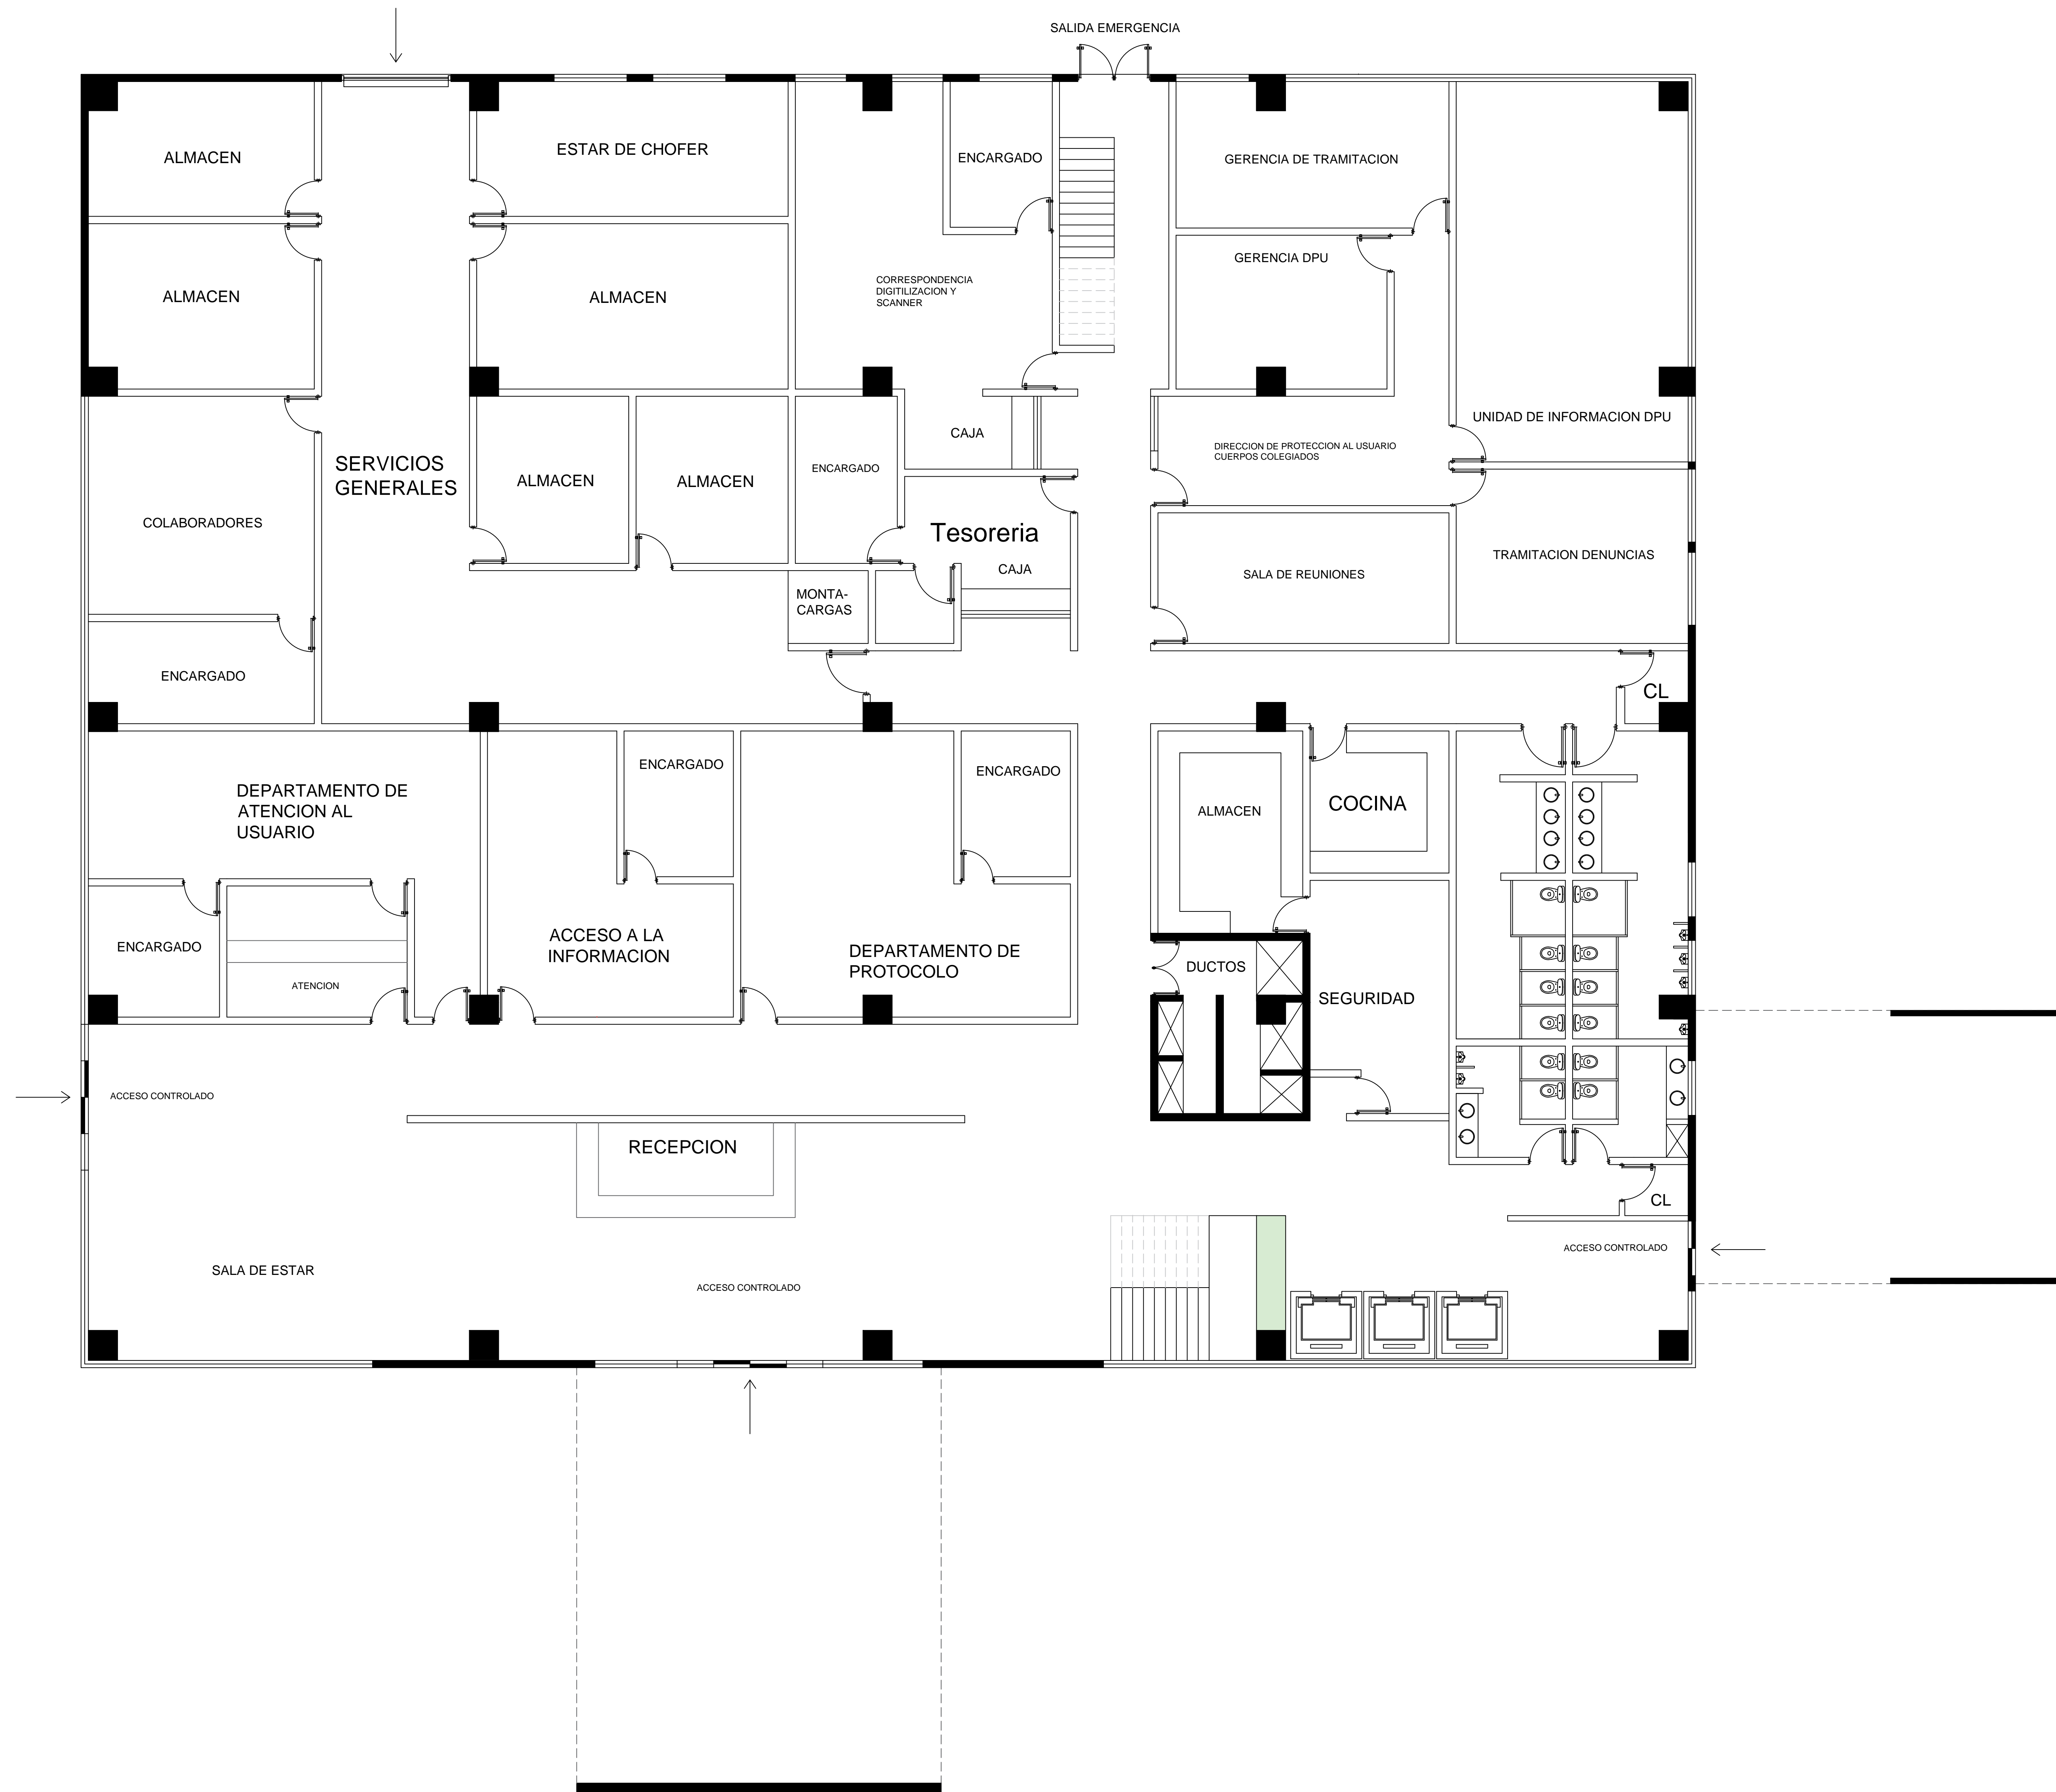 SALIDA EMERGENCIA
ALMACEN
ESTAR DE CHOFER
ENCARGADO
GERENCIA DE TRAMITACION
GERENCIA DPU
ALMACEN
ALMACEN
CORRESPONDENCIA
DIGITILIZACION Y
SCANNER
UNIDAD DE INFORMACION DPU
CAJA
DIRECCION DE PROTECCION AL USUARIO
CUERPOS COLEGIADOS
SERVICIOS
GENERALES
ENCARGADO
ALMACEN
ALMACEN
COLABORADORES
Tesoreria
TRAMITACION DENUNCIAS
CAJA
SALA DE REUNIONES
MONTA-
CARGAS
ENCARGADO
CL
ENCARGADO
ENCARGADO
DEPARTAMENTO DE
ATENCION AL
USUARIO
COCINA
ALMACEN
ACCESO A LA
INFORMACION
ENCARGADO
DEPARTAMENTO DE
PROTOCOLO
DUCTOS
ATENCION
SEGURIDAD
ACCESO CONTROLADO
RECEPCION
CL
ACCESO CONTROLADO
SALA DE ESTAR
ACCESO CONTROLADO